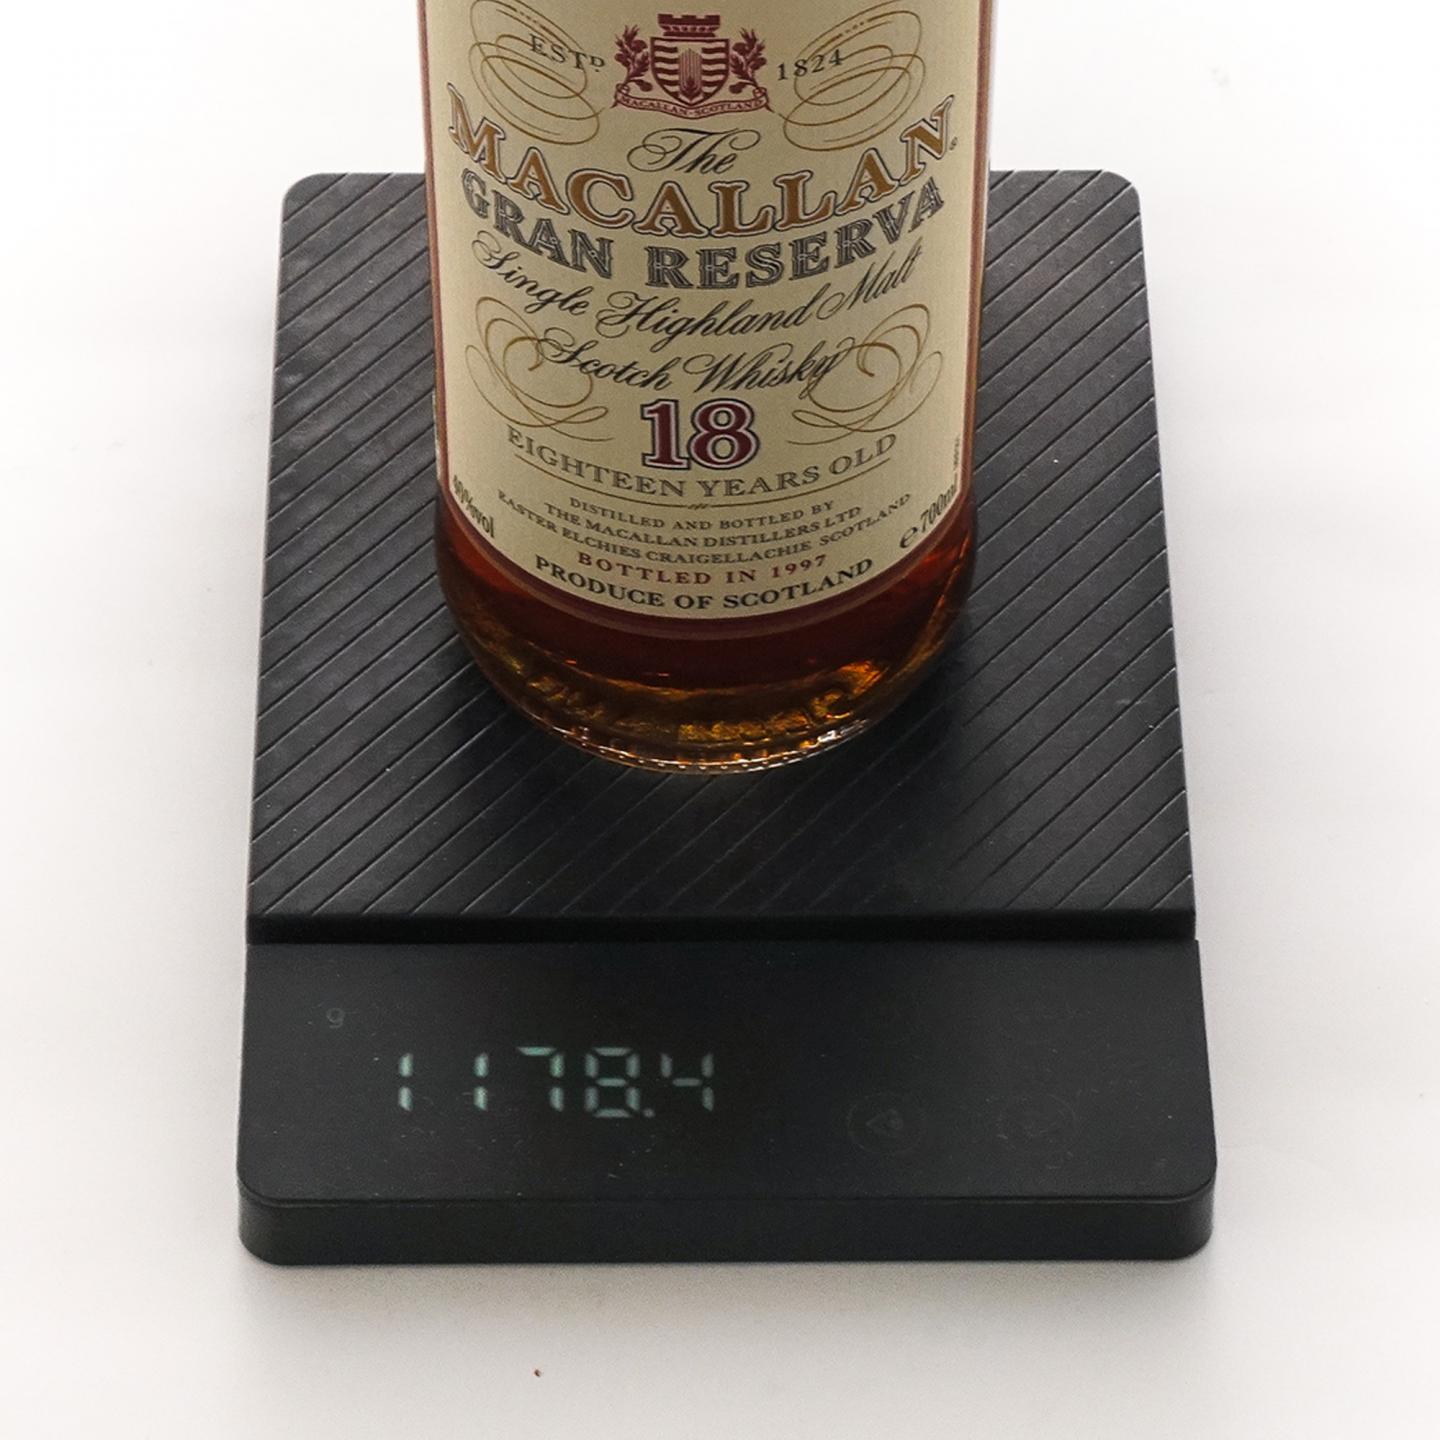 ESTD 1824
MACALLAN-SCOTLAND
The
MACALLAN
GRAN RESERVA
Single Highland Malt
Scotch Whisky
18
EIGHTEEN YEARS OLD
DISTILLED AND BOTTLED BY
THE MACALLAN DISTILLERS LTD
EASTER ELCHIES CRAIGELLACHIE SCOTLAND
40%vol
e 700ml
BOTTLED IN 1997
PRODUCE OF SCOTLAND
g
1178.4